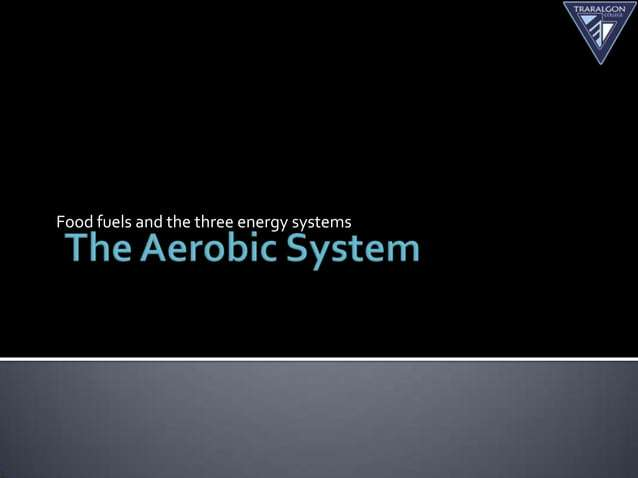 TRARALGON
COLLEGE
Food fuels and the three energy systems
The Aerobic System